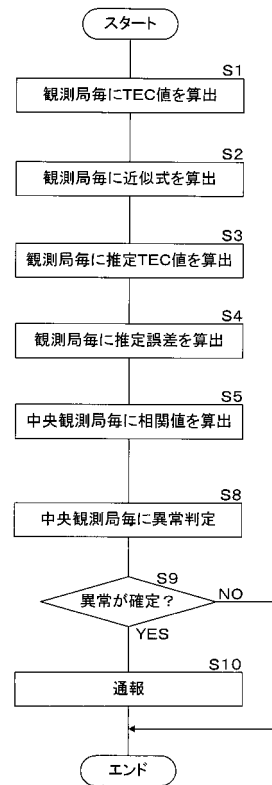 スタート
S1
観測局毎にTEC値を算出
S2
観測局毎に近似式を算出
S3
観測局毎に推定TEC値を算出
S4
観測局毎に推定誤差を算出
S5
中央観測局毎に相関値を算出
S8
中央観測局毎に異常判定
S9
異常が確定？
NO
YES
S10
通報
エンド